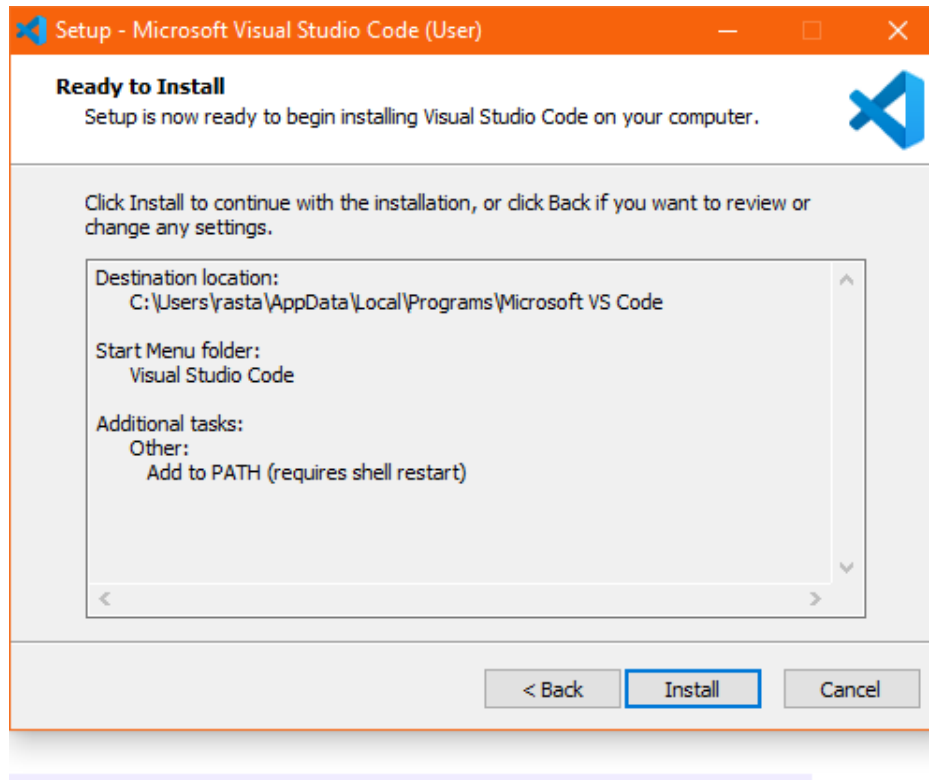 Setup - Microsoft Visual Studio Code (User)
Ready to Install
Setup is now ready to begin installing Visual Studio Code on your computer.
Click Install to continue with the installation, or click Back if you want to review or
change any settings.
Destination location:
C:\Users\rasta\AppData\Local\Programs\Microsoft VS Code
Start Menu folder:
Visual Studio Code
Additional tasks:
Other:
Add to PATH (requires shell restart)
< Back Install Cancel